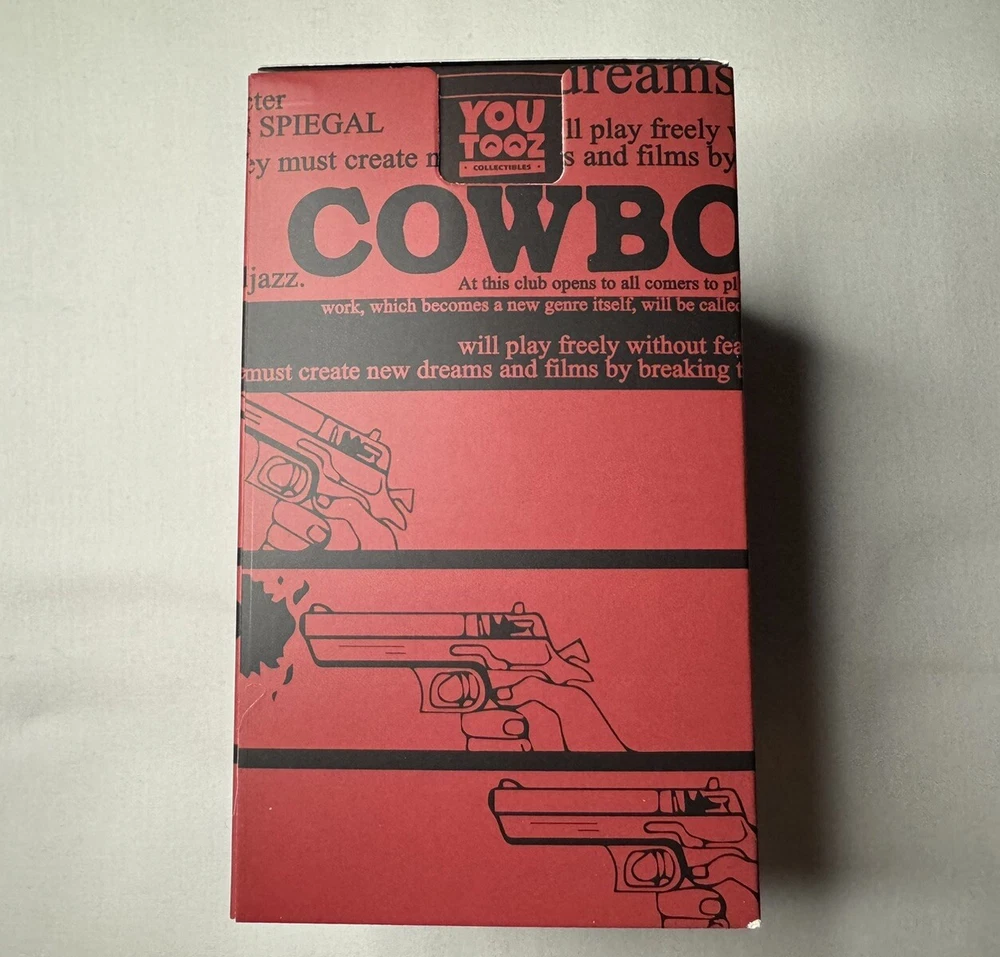 dreams
cter
SPIEGAL
ll play freely
ey must create
s and films by
YOU
TOOZ
• COLLECTIBLES •
COWBO
jazz.
At this club opens to all comers to pl
work, which becomes a new genre itself, will be called
will play freely without fea
must create new dreams and films by breaking t